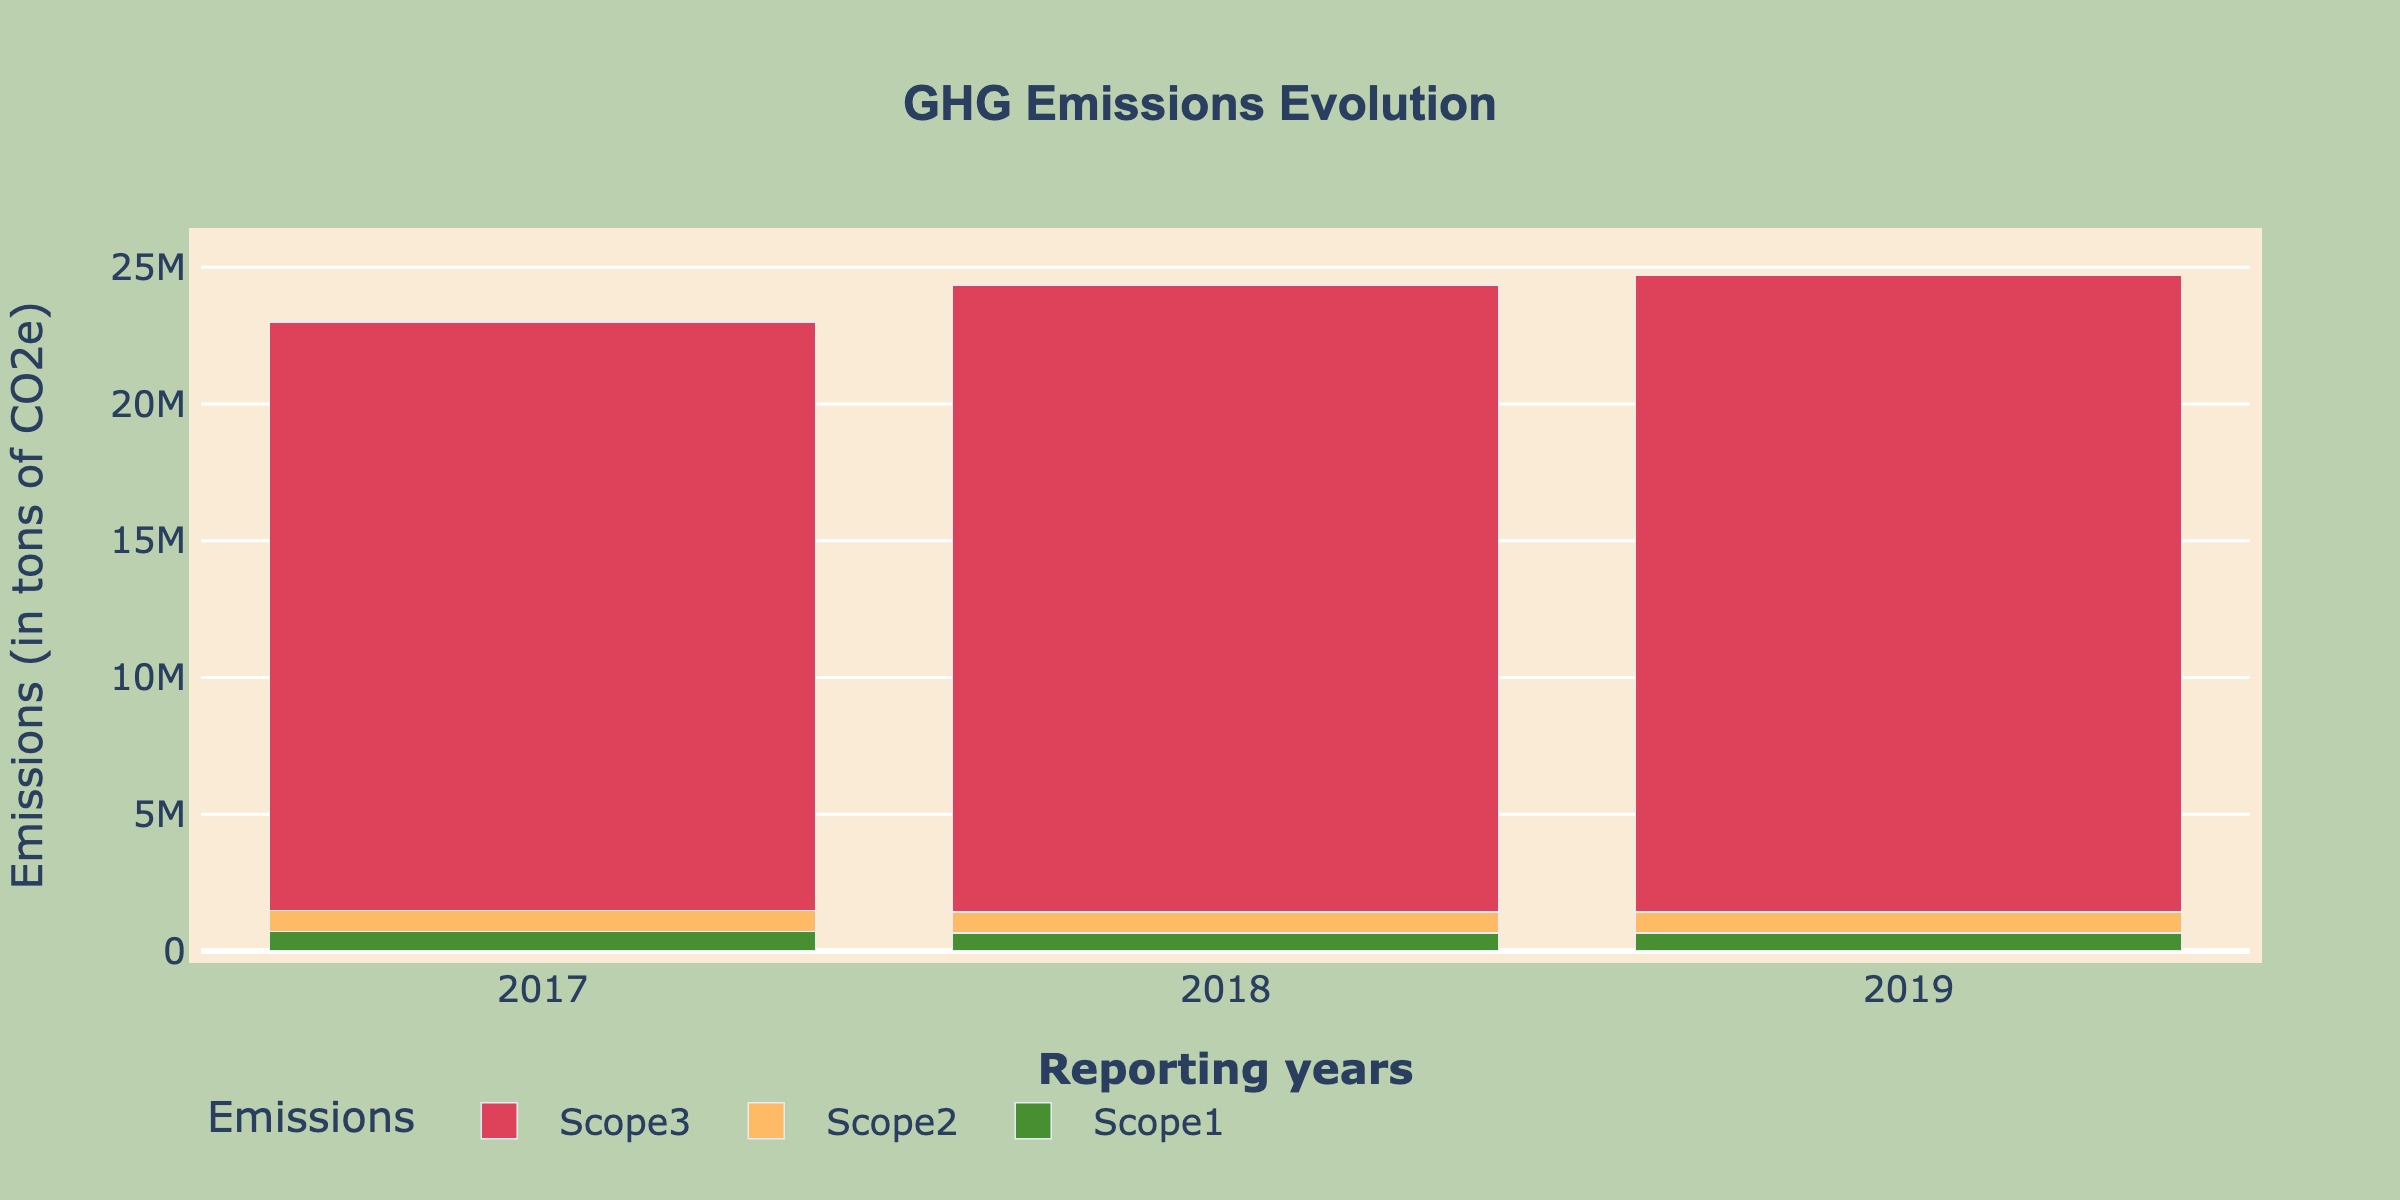 GHG Emissions Evolution
Emissions (in tons of CO2e)
25M
20M
15M
10M
5M
0
2017 2018 2019
Reporting years
Emissions Scope3 Scope2 Scope1